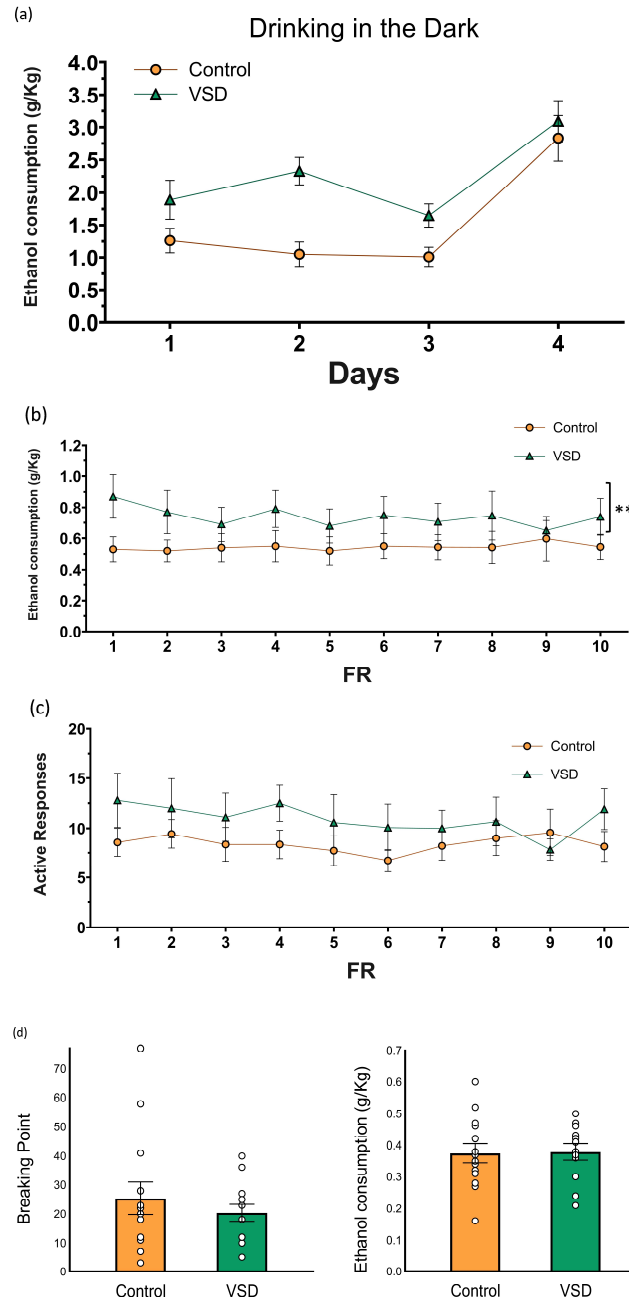 (a)
Drinking in the Dark
Control
VSD
Ethanol consumption (g/Kg)
4.0
3.5
3.0
2.5
2.0
1.5
1.0
0.5
0.0
1 2 3 4
Days
(b)
Control
VSD
Ethanol consumption (g/Kg)
1.2
1.0
0.8
0.6
0.4
0.2
0.0
**
1 2 3 4 5 6 7 8 9 10
FR
(c)
Control
VSD
Active Responses
20
15
10
5
0
1 2 3 4 5 6 7 8 9 10
FR
(d)
Breaking Point
70
60
50
40
30
20
10
0
Control VSD
Ethanol consumption (g/Kg)
0.7
0.6
0.5
0.4
0.3
0.2
0.1
0.0
Control VSD